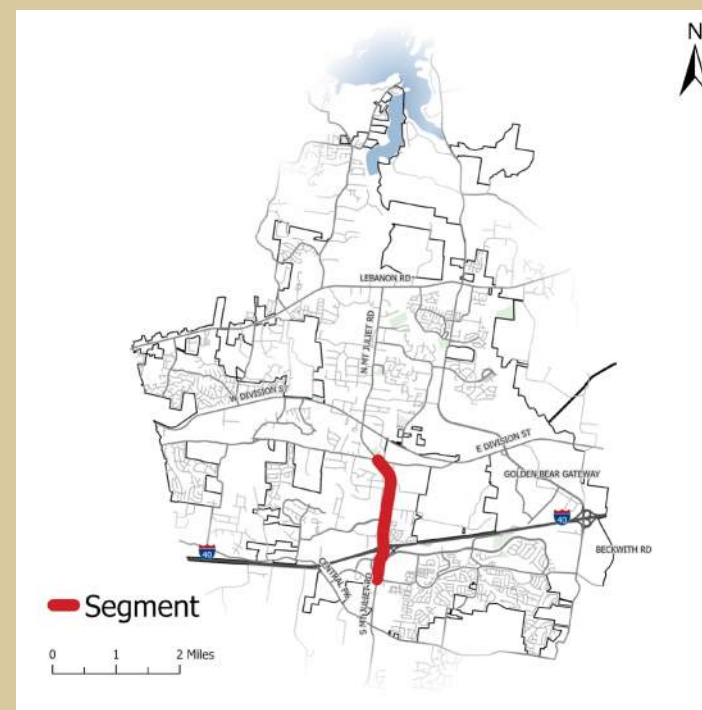 N
LEBANON RD
N MT JULIET RD
W DIVISION ST
E DIVISION ST
GOLDEN BEAR GATEWAY
40
40
BECKWITH RD
CENTRAL PIK
S MT JULIET RD
Segment
0 1 2 Miles